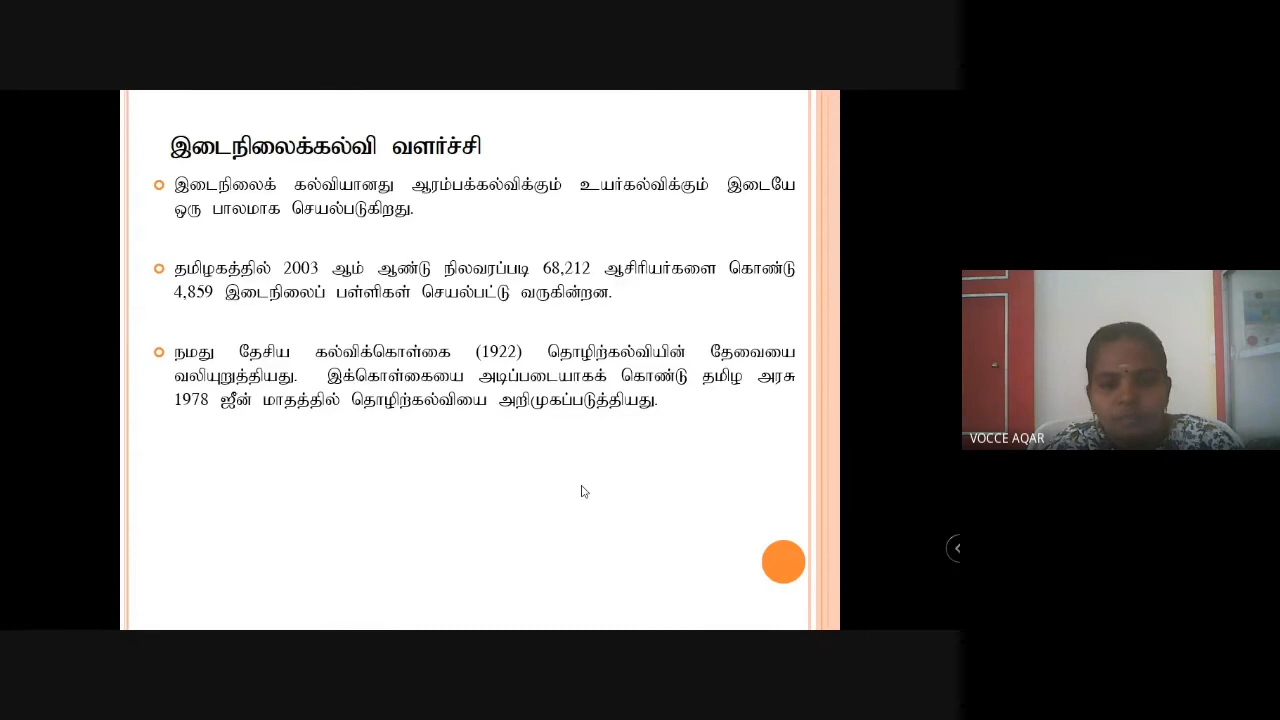 இடைநிலைக்கல்வி வளர்ச்சி
இடைநிலைக் கல்வியானது ஆரம்பக்கல்விக்கும் உயர்கல்விக்கும் இடையே
ஒரு பாலமாக செயல்படுகிறது.
தமிழகத்தில் 2003 ஆம் ஆண்டு நிலவரப்படி 68,212 ஆசிரியர்களை கொண்டு
4,859 இடைநிலைப் பள்ளிகள் செயல்பட்டு வருகின்றன.
நமது தேசிய கல்விக்கொள்கை (1922) தொழிற்கல்வியின் தேவையை
வலியுறுத்தியது. இக்கொள்கையை அடிப்படையாகக் கொண்டு தமிழ அரசு
1978 ஜீன் மாதத்தில் தொழிற்கல்வியை அறிமுகப்படுத்தியது.
VOCCE AQAR